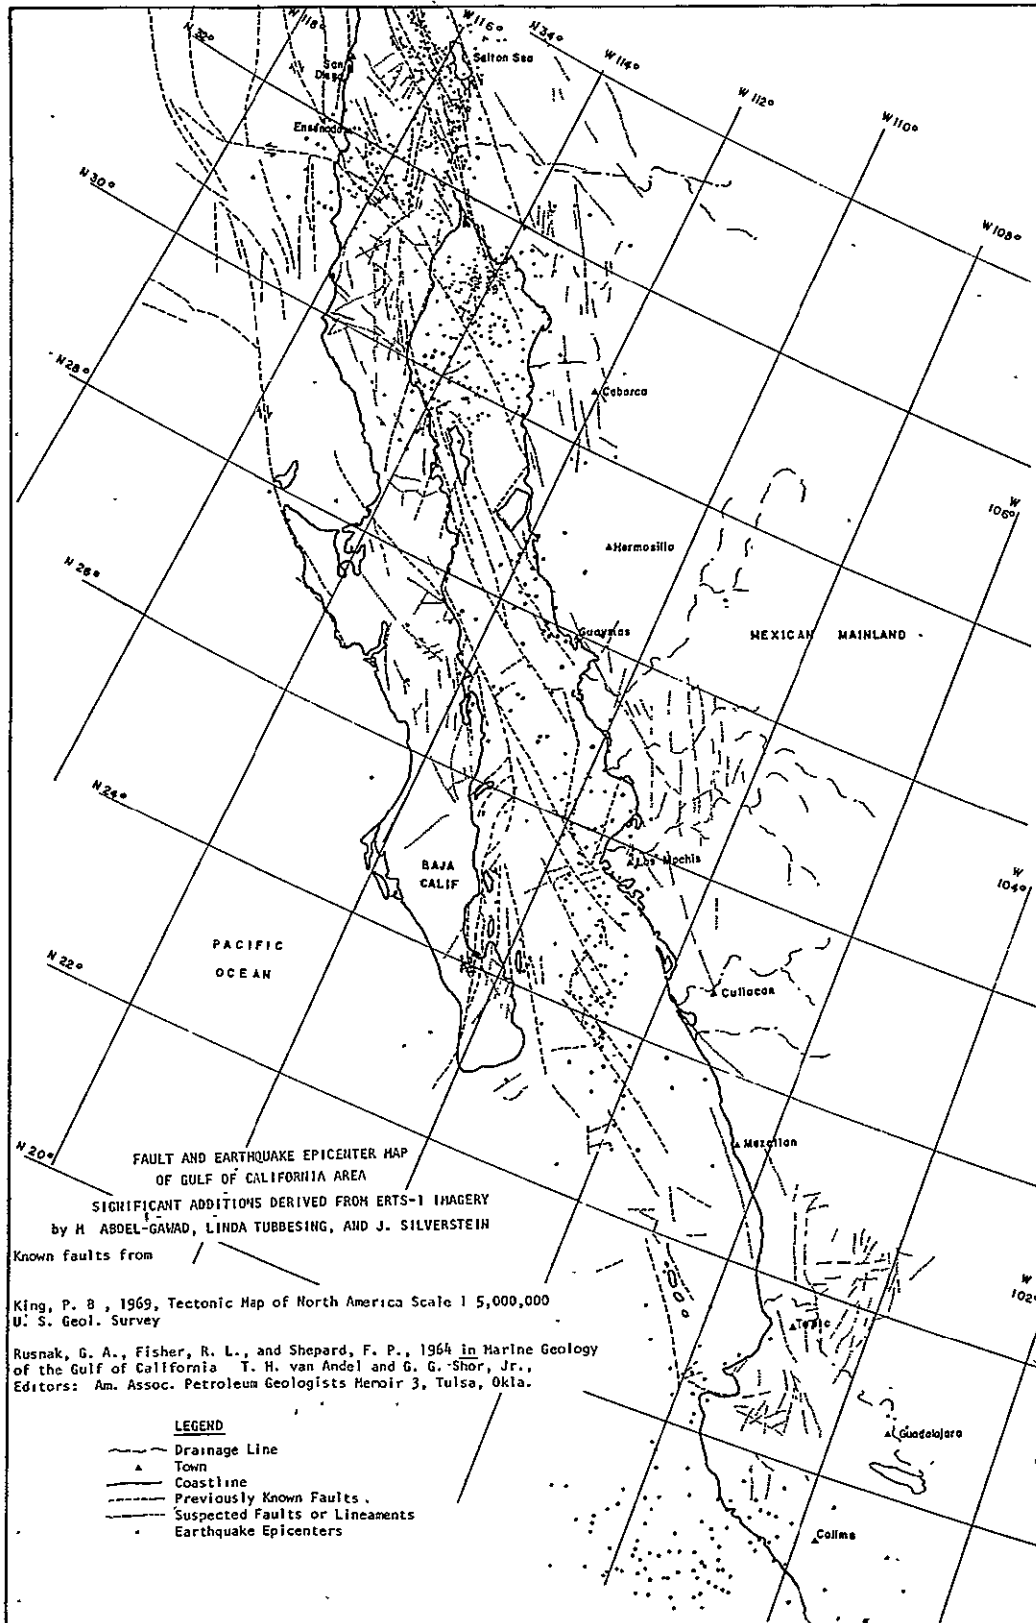 W 118°
W 116°
N 34°
W 114°
W 112°
W 110°
W 108°
N 32°
San
Diego
Salton Sea
Ensenada
N 30°
N 28°
Caborca
W
106°
Hermosillo
N 26°
Guaymas
MEXICAN MAINLAND
N 24°
BAJA
CALIF
Los Mochis
W
104°
PACIFIC
OCEAN
N 22°
Culiacan
N 20°
Mazatlan
FAULT AND EARTHQUAKE EPICENTER MAP
OF GULF OF CALIFORNIA AREA
SIGNIFICANT ADDITIONS DERIVED FROM ERTS-1 IMAGERY
by M ABDEL-GAWAD, LINDA TUBBESING, AND J. SILVERSTEIN
Known faults from
W
102°
King, P. B , 1969, Tectonic Map of North America Scale 1 5,000,000
U. S. Geol. Survey
Tepic
Rusnak, G. A., Fisher, R. L., and Shepard, F. P., 1964 in Marine Geology
of the Gulf of California T. H. van Andel and G. G. Shor, Jr.,
Editors: Am. Assoc. Petroleum Geologists Memoir 3, Tulsa, Okla.
LEGEND
Drainage Line
Town
Coastline
Previously Known Faults .
Suspected Faults or Lineaments
Earthquake Epicenters
Guadalajara
Colima